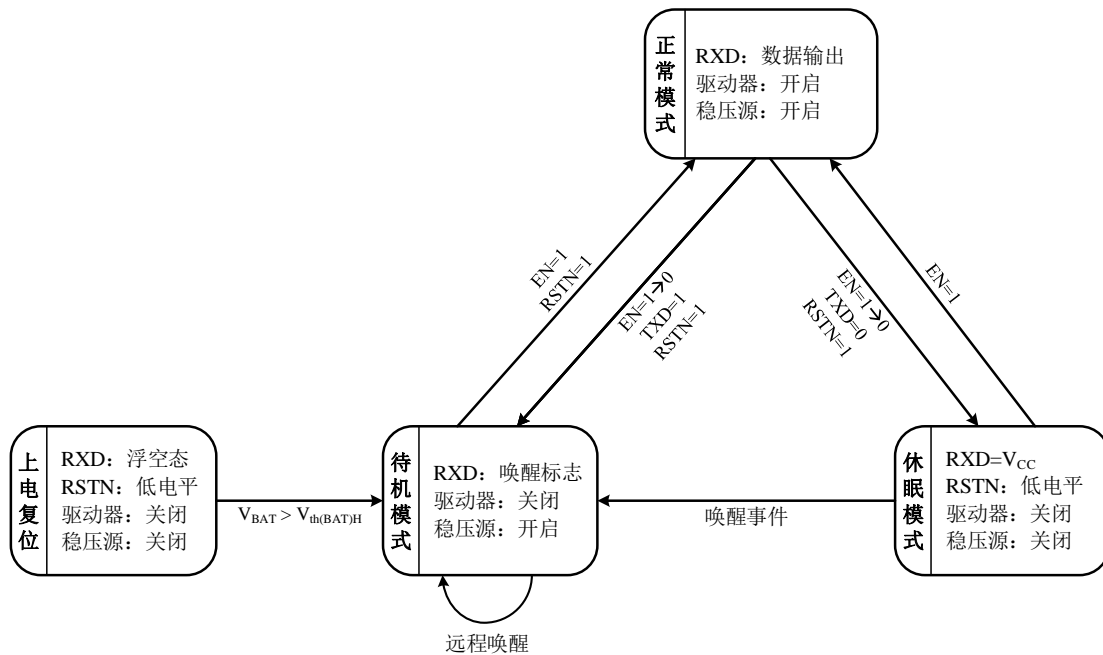 正常模式
RXD：数据输出
驱动器：开启
稳压源：开启
EN=1
RSTN=1
EN=1→0
TXD=1
RSTN=1
EN=1→0
TXD=0
RSTN=1
EN=1
上电复位
RXD：浮空态
RSTN：低电平
驱动器：关闭
稳压源：关闭
VBAT > Vth(BAT)H
待机模式
RXD：唤醒标志
驱动器：关闭
稳压源：开启
远程唤醒
唤醒事件
休眠模式
RXD=VCC
RSTN：低电平
驱动器：关闭
稳压源：关闭